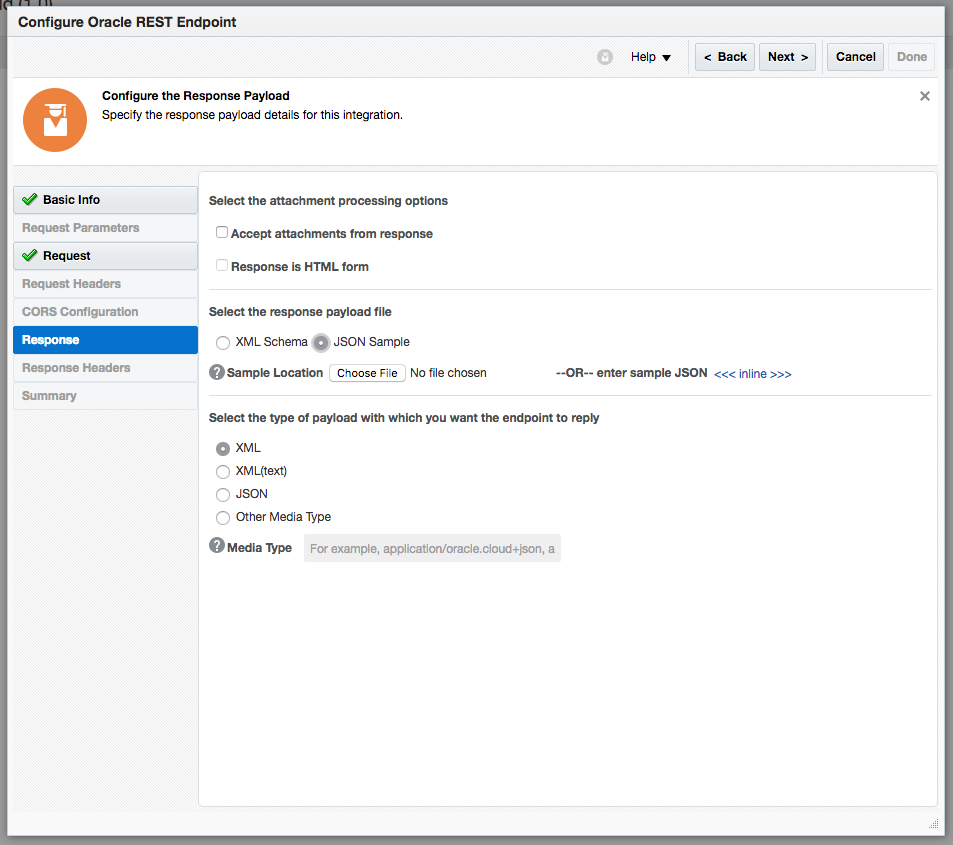 Configure Oracle REST Endpoint
Help
< Back
Next >
Cancel
Done
Configure the Response Payload
Specify the response payload details for this integration.
Basic Info
Request Parameters
Request
Request Headers
CORS Configuration
Response
Response Headers
Summary
Select the attachment processing options
Accept attachments from response
Response is HTML form
Select the response payload file
XML Schema JSON Sample
Sample Location Choose File No file chosen --OR-- enter sample JSON <<< inline >>>
Select the type of payload with which you want the endpoint to reply
XML
XML(text)
JSON
Other Media Type
Media Type For example, application/oracle.cloud+json, a